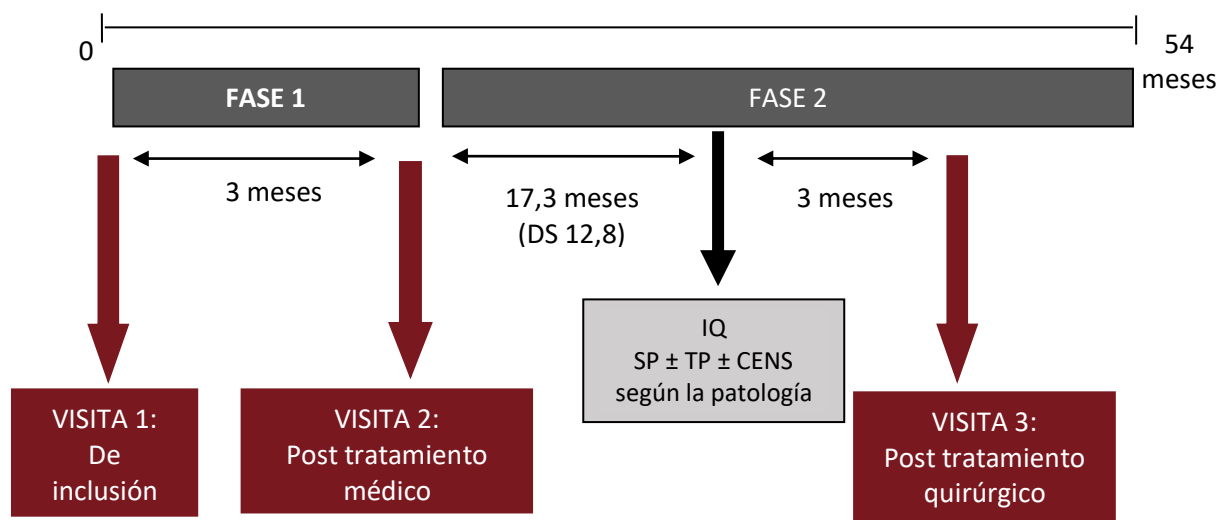 0
54
meses
FASE 1
FASE 2
3 meses
17,3 meses
(DS 12,8)
3 meses
IQ
SP ± TP ± CENS
según la patología
VISITA 1:
De
inclusión
VISITA 2:
Post tratamiento
médico
VISITA 3:
Post tratamiento
quirúrgico